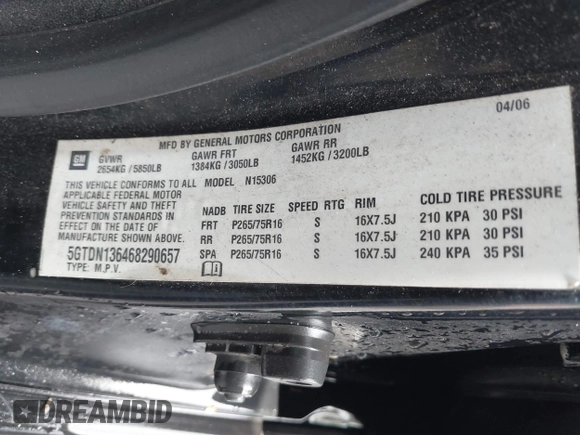 04/06
MFD BY GENERAL MOTORS CORPORATION
GM GVWR GAWR FRT GAWR RR
2654KG / 5850LB 1384KG / 3050LB 1452KG / 3200LB
THIS VEHICLE CONFORMS TO ALL MODEL N15306
APPLICABLE FEDERAL MOTOR
VEHICLE SAFETY AND THEFT
PREVENTION STANDARDS IN
EFFECT ON THE DATE OF
MANUFACTURE SHOWN ABOVE.
5GTDN136468290657
TYPE: M.P.V.
NADB TIRE SIZE SPEED RTG RIM COLD TIRE PRESSURE
FRT P265/75R16 S 16X7.5J 210 KPA 30 PSI
RR P265/75R16 S 16X7.5J 210 KPA 30 PSI
SPA P265/75R16 S 16X7.5J 240 KPA 35 PSI
DREAMBID